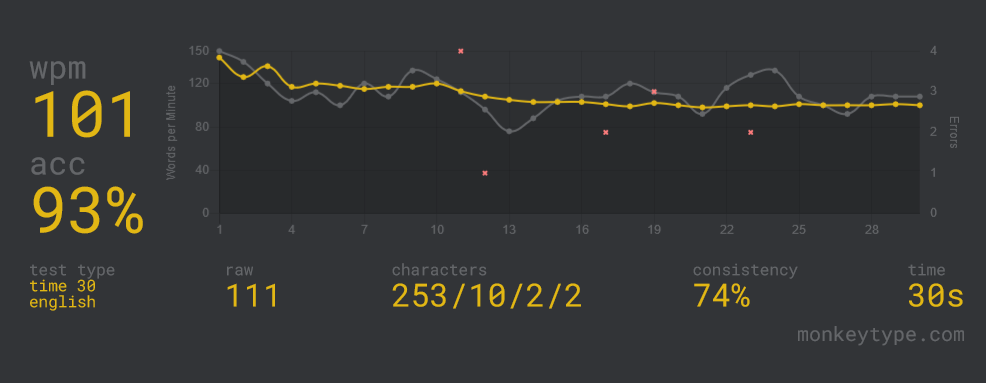 wpm
101
acc
93%
Words per Minute
150
120
80
40
0
1 4 7 10 13 16 19 22 25 28
4
3
2
1
0
Errors
test type
time 30
english
raw
111
characters
253/10/2/2
consistency
74%
time
30s
monkeytype.com